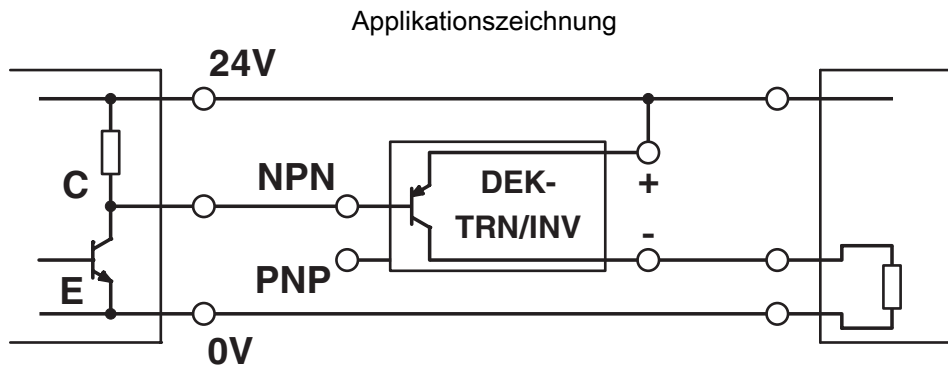 Applikationszeichnung
24V
C
NPN
DEK-
TRN/INV
+
-
E
PNP
0V